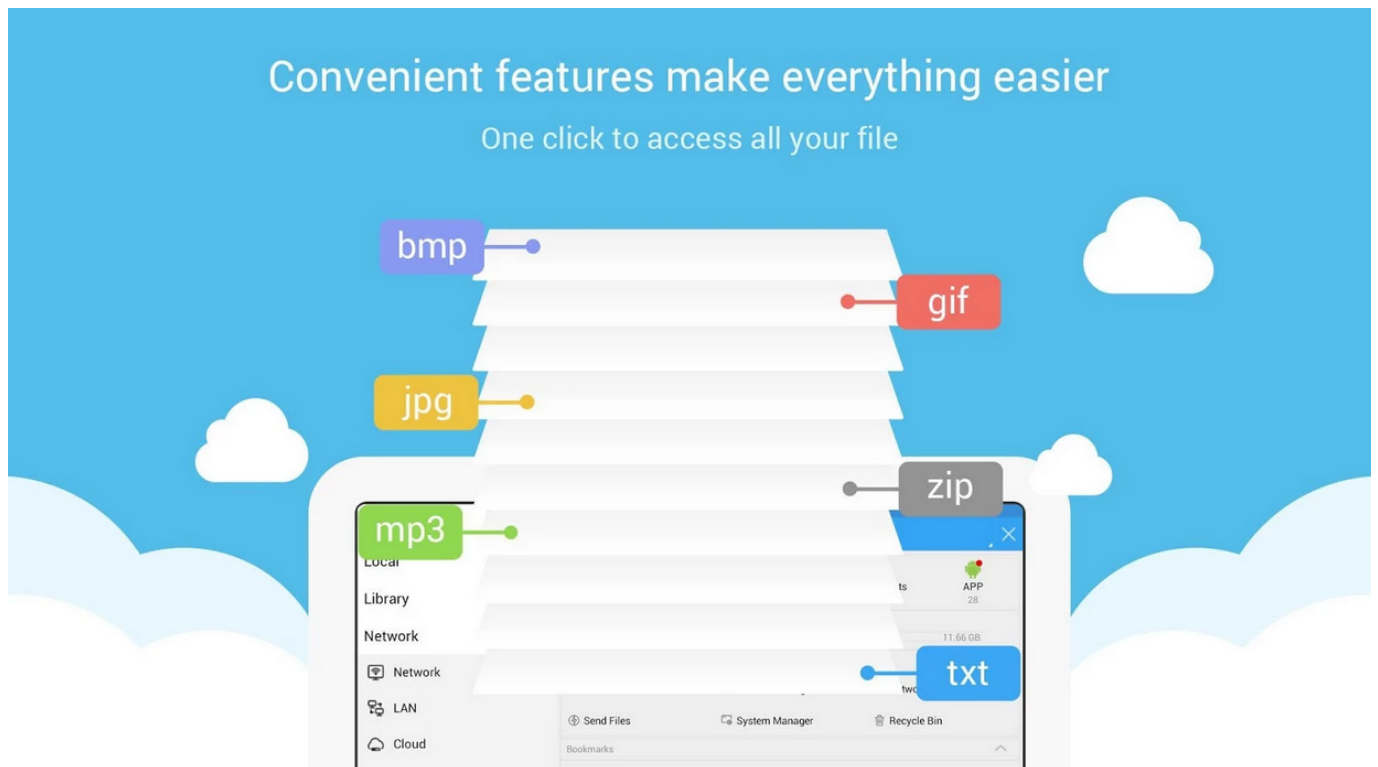 Convenient features make everything easier
One click to access all your file
bmp
gif
jpg
zip
mp3
Local
ts
APP
Library
28
Network
11.66 GB
Network
txt
LAN
Send Files
System Manager
Recycle Bin
Cloud
Bookmarks